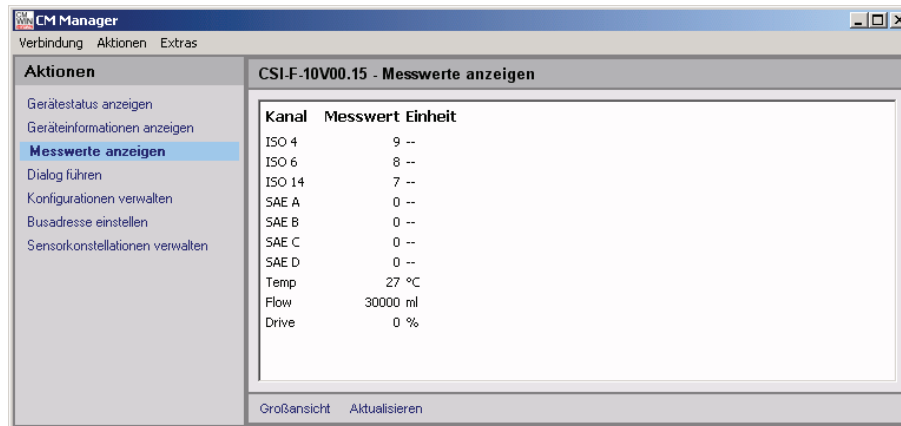 CM Manager
Verbindung Aktionen Extras
Aktionen
Gerätestatus anzeigen
Geräteinformationen anzeigen
Messwerte anzeigen
Dialog führen
Konfigurationen verwalten
Busadresse einstellen
Sensorkonstellationen verwalten
CSI-F-10V00.15 - Messwerte anzeigen
Kanal Messwert Einheit
ISO 4 9 --
ISO 6 8 --
ISO 14 7 --
SAE A 0 --
SAE B 0 --
SAE C 0 --
SAE D 0 --
Temp 27 °C
Flow 30000 ml
Drive 0 %
Großansicht Aktualisieren